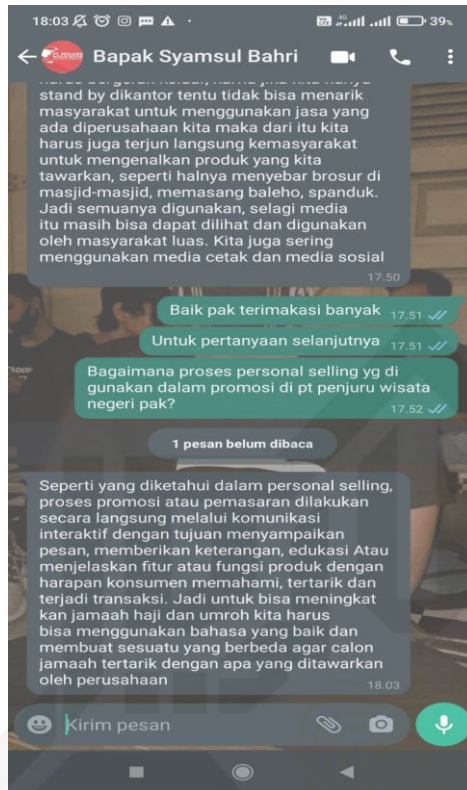 18:03
4G
39%
Bapak Syamsul Bahri
stand by dikantor tentu tidak bisa menarik
masyarakat untuk menggunakan jasa yang
ada diperusahaan kita maka dari itu kita
harus juga terjun langsung kemasyarakat
untuk mengenalkan produk yang kita
tawarkan, seperti halnya menyebar brosur di
masjid-masjid, memasang baleho, spanduk.
Jadi semuanya digunakan, selagi media
itu masih bisa dapat dilihat dan digunakan
oleh masyarakat luas. Kita juga sering
menggunakan media cetak dan media sosial
17.50
Baik pak terimakasi banyak 17.51
Untuk pertanyaan selanjutnya 17.51
Bagaimana proses personal selling yg di
gunakan dalam promosi di pt penjuru wisata
negeri pak?
17.52
1 pesan belum dibaca
Seperti yang diketahui dalam personal selling,
proses promosi atau pemasaran dilakukan
secara langsung melalui komunikasi
interaktif dengan tujuan menyampaikan
pesan, memberikan keterangan, edukasi Atau
menjelaskan fitur atau fungsi produk dengan
harapan konsumen memahami, tertarik dan
terjadi transaksi. Jadi untuk bisa meningkat
kan jamaah haji dan umroh kita harus
bisa menggunakan bahasa yang baik dan
membuat sesuatu yang berbeda agar calon
jamaah tertarik dengan apa yang ditawarkan
oleh perusahaan
18.03
Kirim pesan